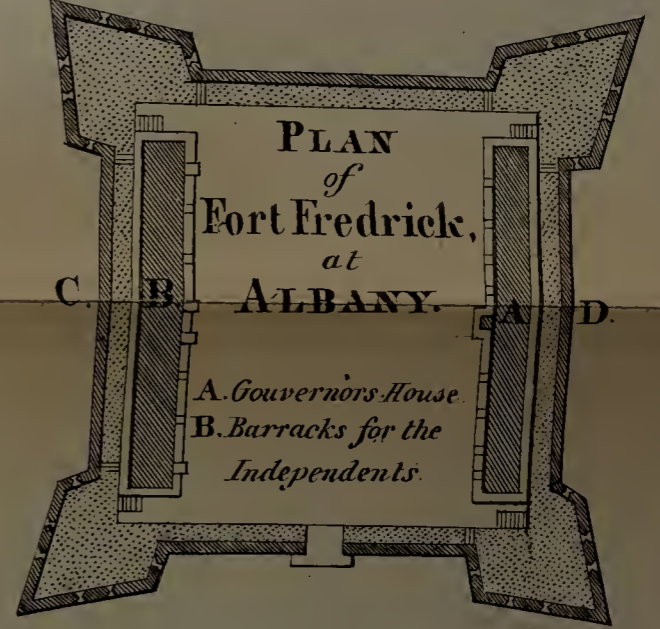 PLAN
of
Fort Fredrick,
at
ALBANY.
C. B. A D.
A. Gouvernors House.
B. Barracks for the
Independents.